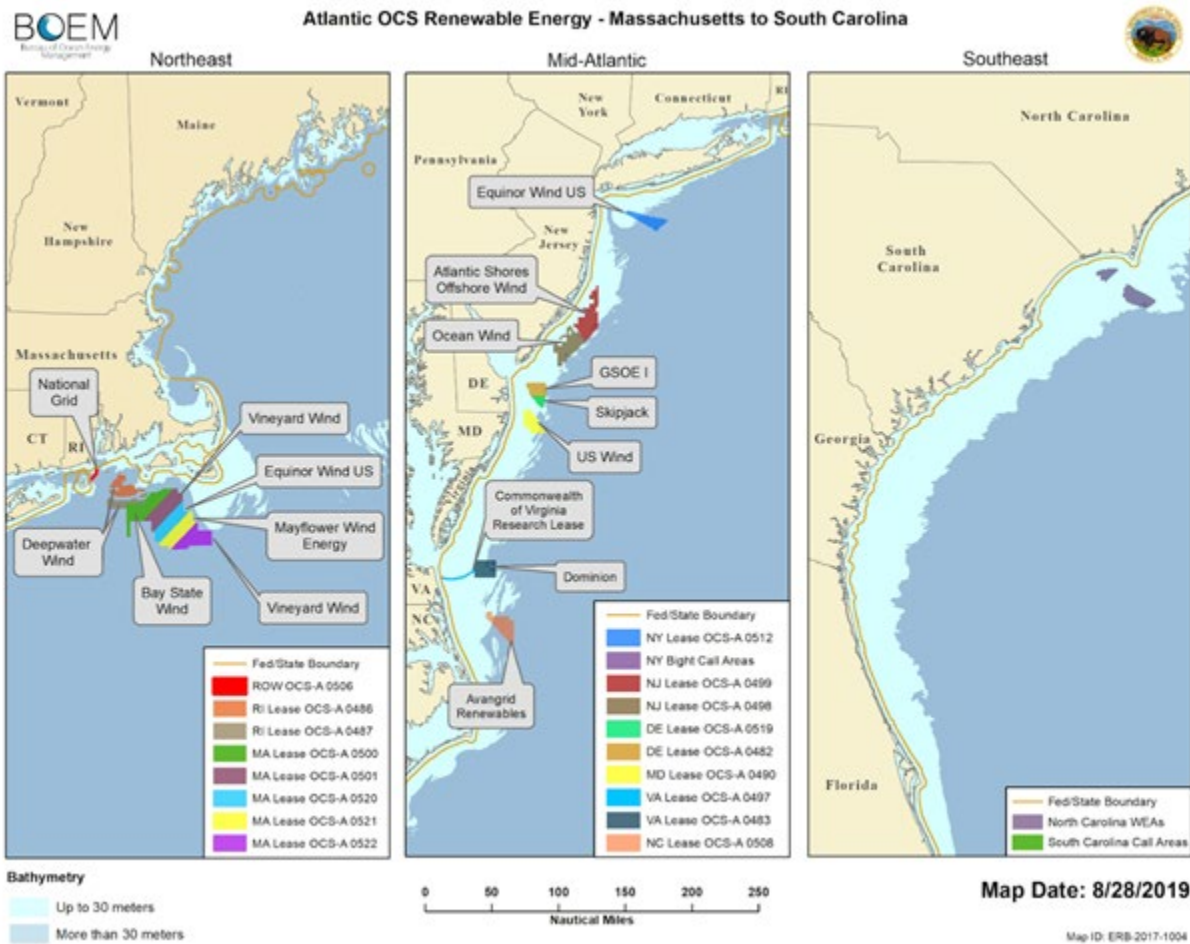 BOEM
Bureau of Ocean Energy
Management
Atlantic OCS Renewable Energy - Massachusetts to South Carolina
Northeast
Vermont
Maine
New
Hampshire
Massachusetts
National
Grid
CT
RI
Vineyard Wind
Equinor Wind US
Mayflower Wind
Energy
Deepwater
Wind
Bay State
Wind
Vineyard Wind
Fed/State Boundary
ROW OCS-A 0506
RI Lease OCS-A 0486
RI Lease OCS-A 0487
MA Lease OCS-A 0500
MA Lease OCS-A 0501
MA Lease OCS-A 0520
MA Lease OCS-A 0521
MA Lease OCS-A 0522
Mid-Atlantic
New
York
Connecticut
RI
Pennsylvania
Equinor Wind US
New
Jersey
Atlantic Shores
Offshore Wind
Ocean Wind
DE
GSOE I
Skipjack
MD
US Wind
Virginia
Commonwealth
of Virginia
Research Lease
Dominion
VA
NC
Avangrid
Renewables
Fed/State Boundary
NY Lease OCS-A 0512
NY Bight Call Areas
NJ Lease OCS-A 0499
NJ Lease OCS-A 0498
DE Lease OCS-A 0519
DE Lease OCS-A 0482
MD Lease OCS-A 0490
VA Lease OCS-A 0497
VA Lease OCS-A 0483
NC Lease OCS-A 0508
Southeast
North Carolina
South
Carolina
Georgia
Florida
Fed/State Boundary
North Carolina WEAs
South Carolina Call Areas
Bathymetry
Up to 30 meters
More than 30 meters
0 50 100 150 200 250
Nautical Miles
Map Date: 8/28/2019
Map ID: ERB-2017-1004